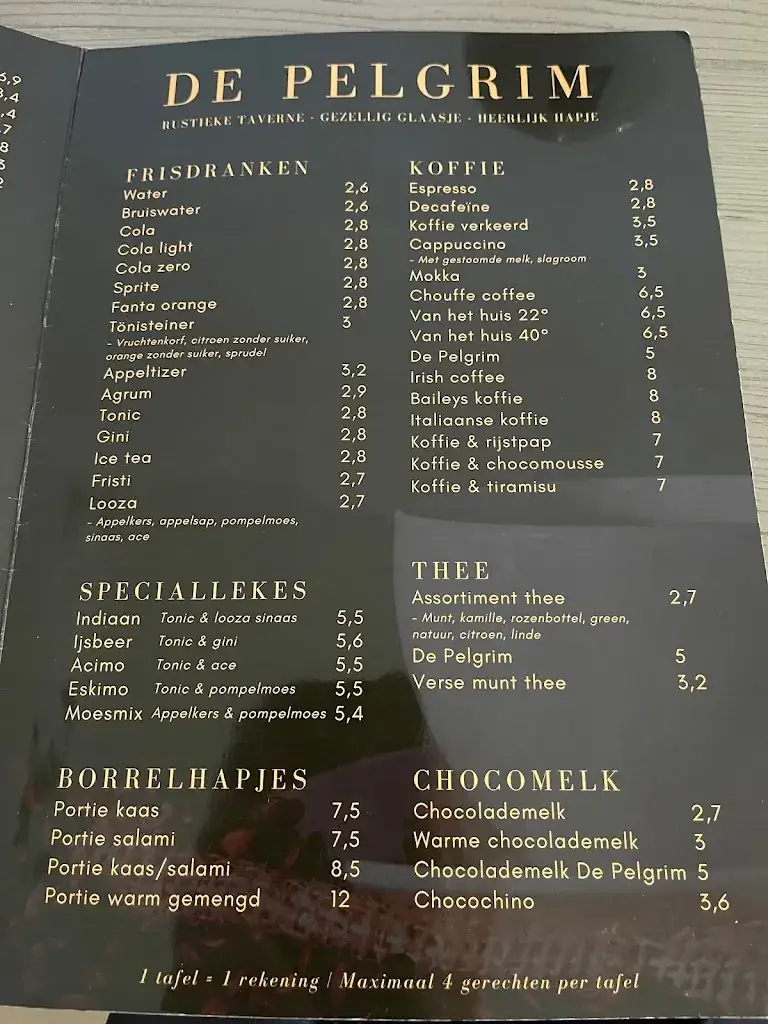 6,9
DE PELGRIM
RUSTIEKE TAVERNE - GEZELLIG GLAASJE - HEERLIJK HAPJE
FRISDRANKEN
Water 2,6
Bruiswater 2,6
Cola 2,8
Cola light 2,8
Cola zero 2,8
Sprite 2,8
Fanta orange 2,8
Tönisteiner 3
- Vruchtenkorf, citroen zonder suiker,
orange zonder suiker, sprudel
Appeltizer 3,2
Agrum 2,9
Tonic 2,8
Gini 2,8
Ice tea 2,8
Fristi 2,7
Looza 2,7
- Appelkers, appelsap, pompelmoes,
sinaas, ace
SPECIALLEKES
Indiaan Tonic & looza sinaas 5,5
Ijsbeer Tonic & gini 5,6
Acimo Tonic & ace 5,5
Eskimo Tonic & pompelmoes 5,5
Moesmix Appelkers & pompelmoes 5,4
BORRELHAPJES
Portie kaas 7,5
Portie salami 7,5
Portie kaas/salami 8,5
Portie warm gemengd 12
KOFFIE
Espresso 2,8
Decafeïne 2,8
Koffie verkeerd 3,5
Cappuccino 3,5
- Met gestoomde melk, slagroom
Mokka 3
Chouffe coffee 6,5
Van het huis 22° 6,5
Van het huis 40° 6,5
De Pelgrim 5
Irish coffee 8
Baileys koffie 8
Italiaanse koffie 8
Koffie & rijstpap 7
Koffie & chocomousse 7
Koffie & tiramisu 7
THEE
Assortiment thee 2,7
- Munt, kamille, rozenbottel, green,
natuur, citroen, linde
De Pelgrim 5
Verse munt thee 3,2
CHOCOMELK
Chocolademelk 2,7
Warme chocolademelk 3
Chocolademelk De Pelgrim 5
Chocochino 3,6
1 tafel = 1 rekening / Maximaal 4 gerechten per tafel